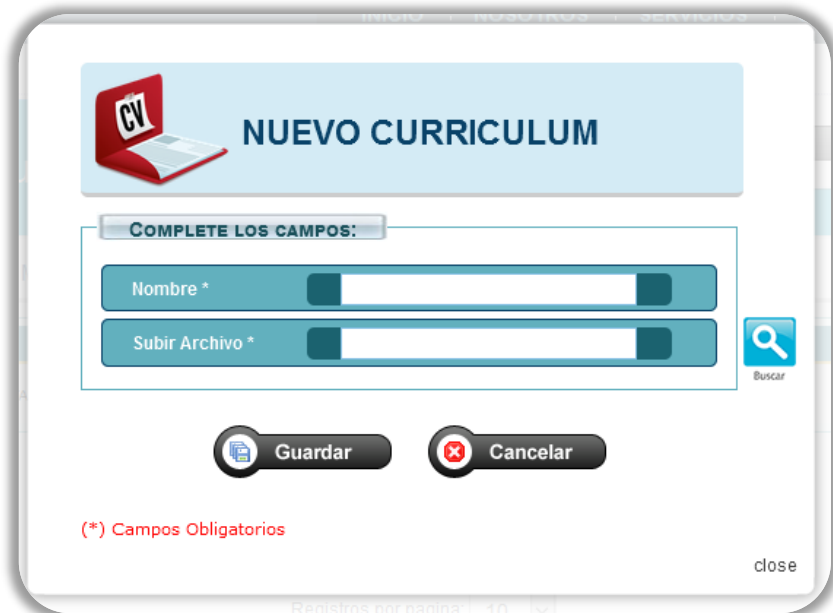 INICIO NOSOTROS SERVICIOS
CV
NUEVO CURRICULUM
COMPLETE LOS CAMPOS:
Nombre *
Subir Archivo *
Buscar
Guardar Cancelar
(*) Campos Obligatorios
close
Registros por pagina: 10